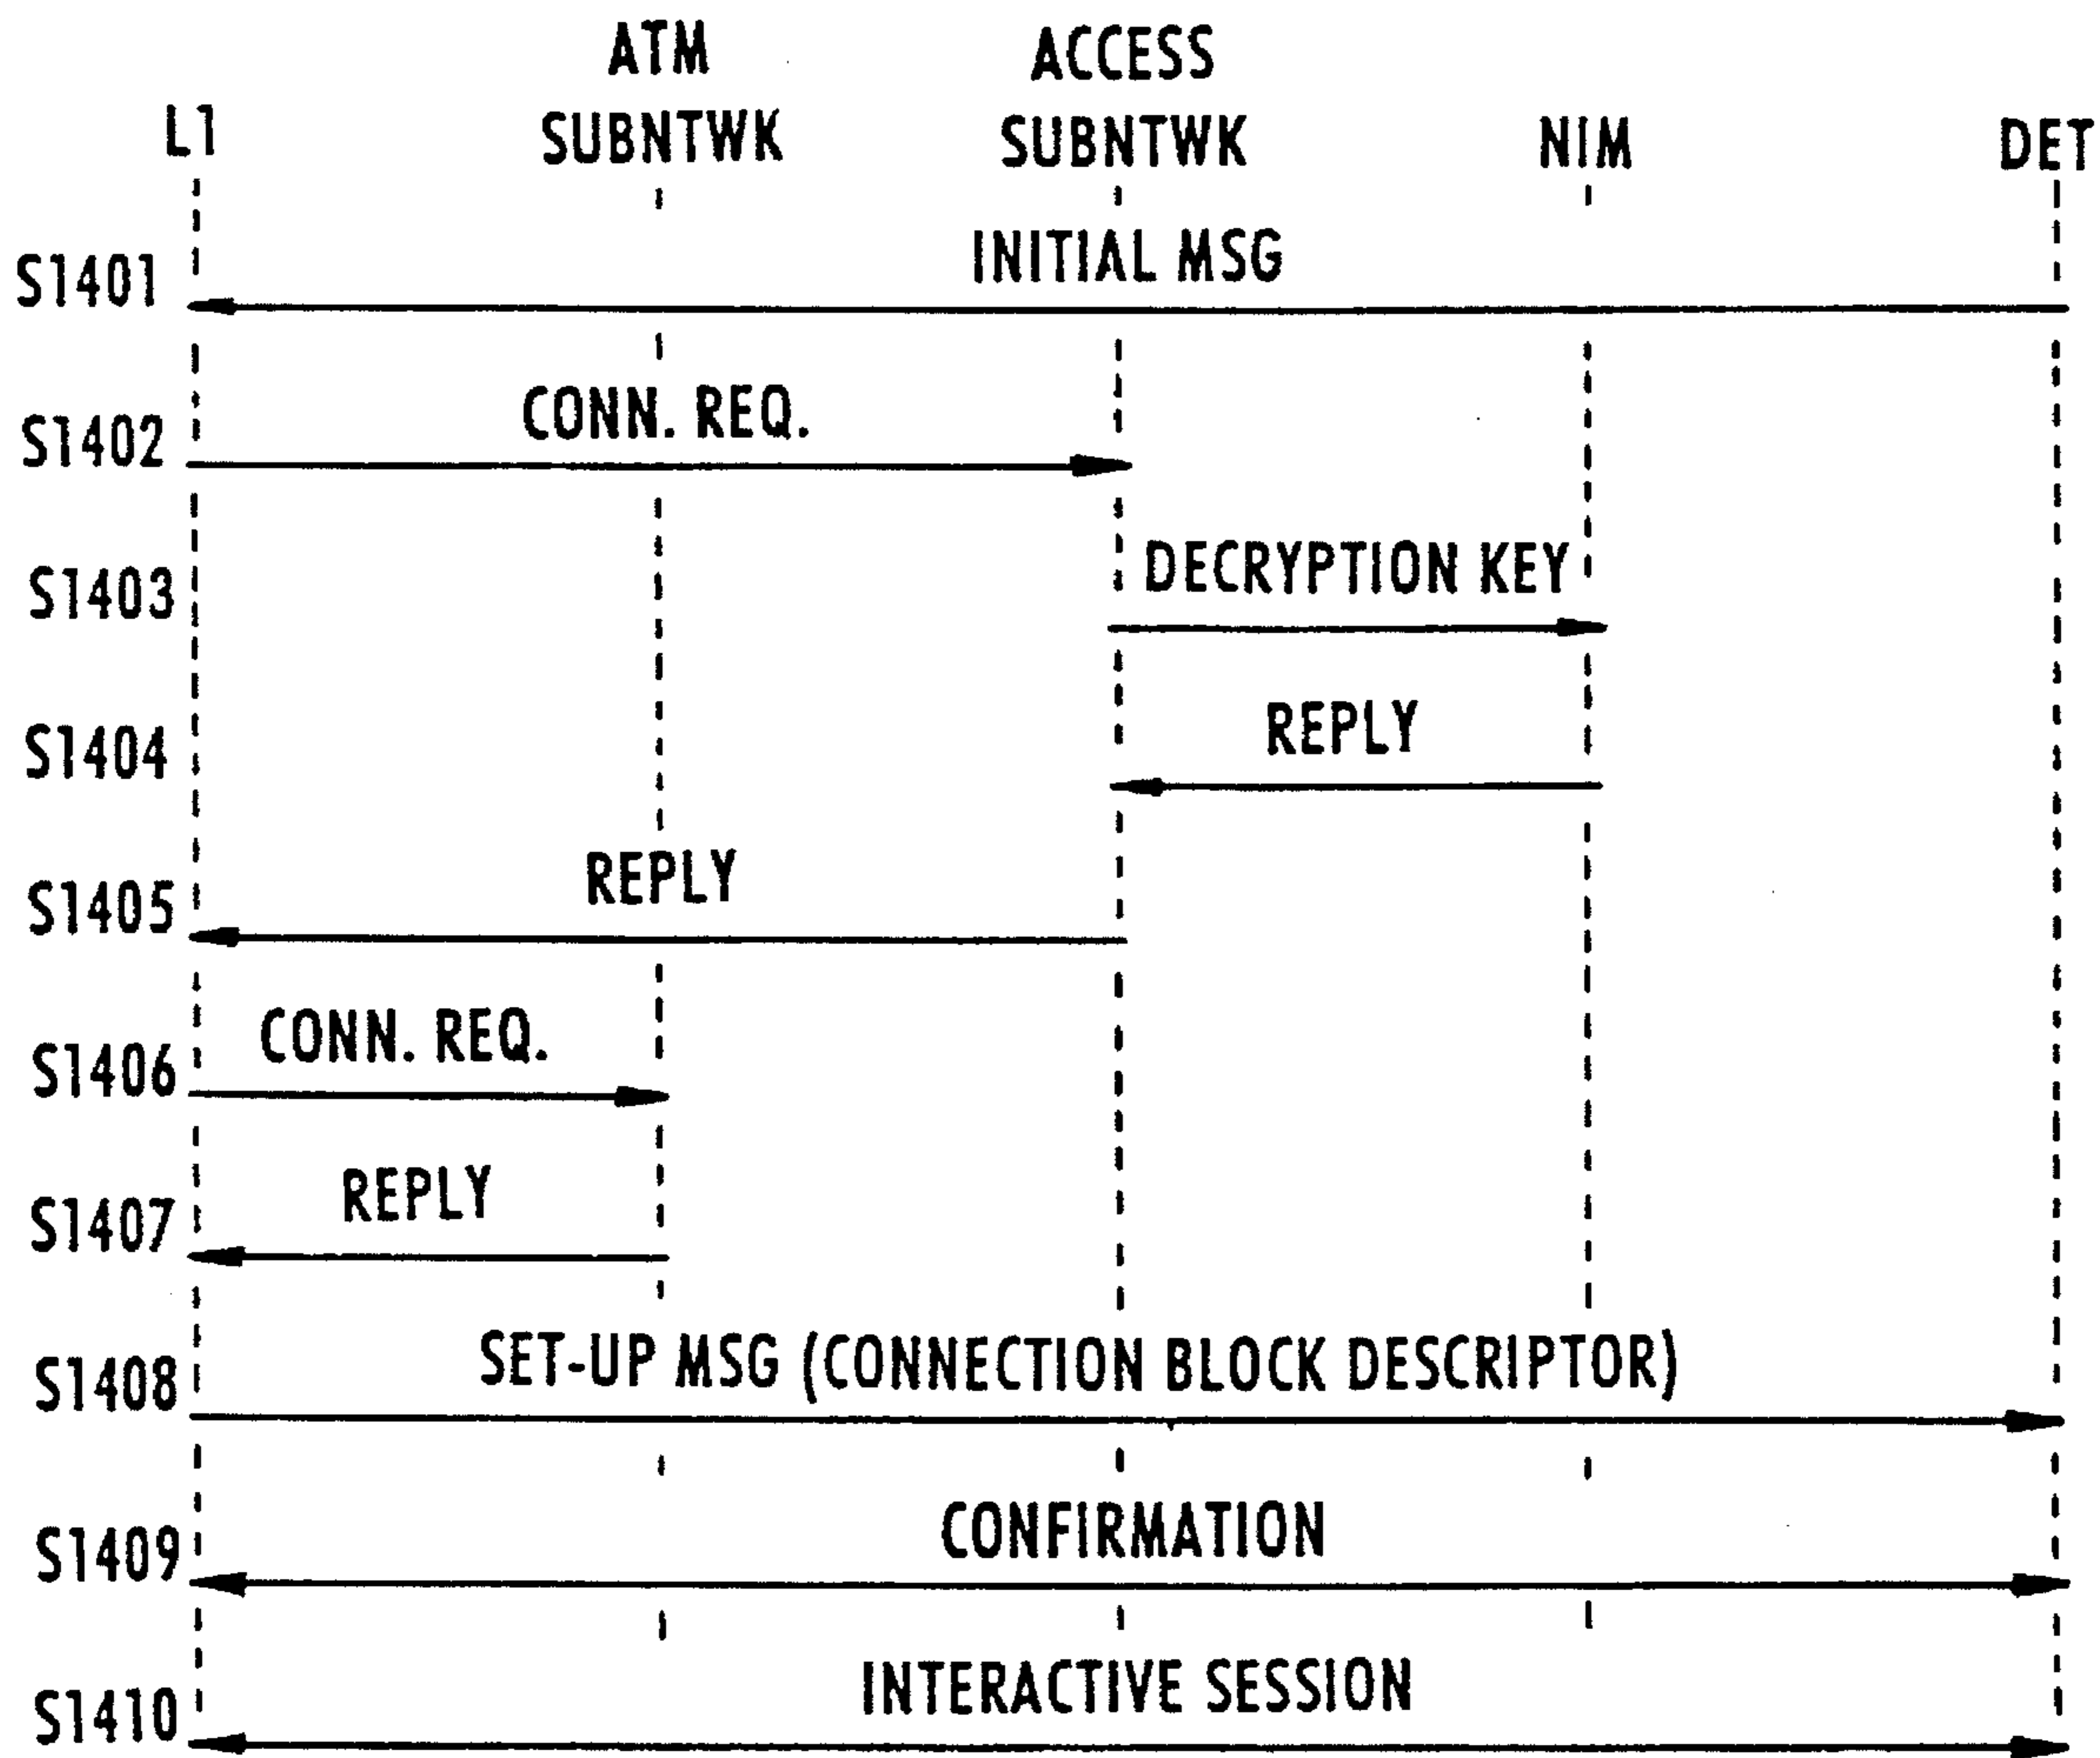 ATM
SUBNTWK
ACCESS
SUBNTWK
L1
NIM
DET
INITIAL MSG
S1401
CONN. REQ.
S1402
DECRYPTION KEY
S1403
REPLY
S1404
REPLY
S1405
CONN. REQ.
S1406
REPLY
S1407
SET-UP MSG (CONNECTION BLOCK DESCRIPTOR)
S1408
CONFIRMATION
S1409
INTERACTIVE SESSION
S1410